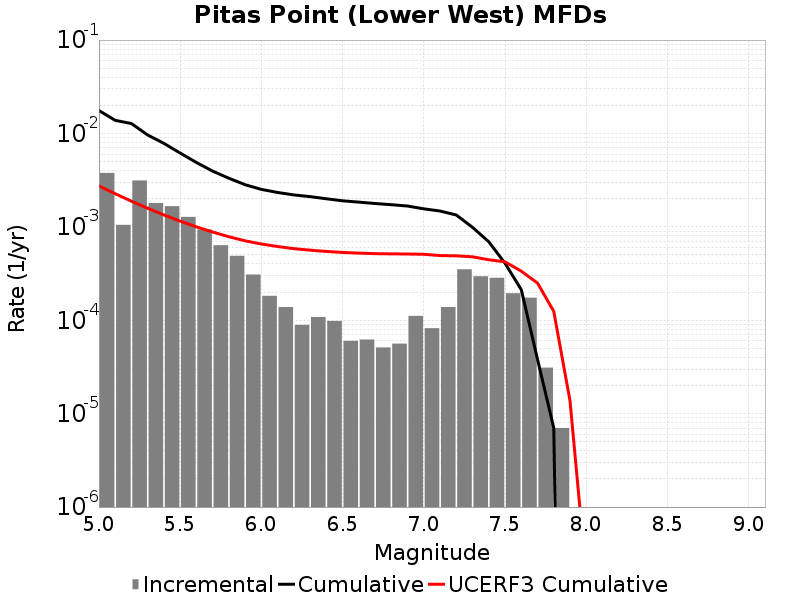 Pitas Point (Lower West) MFDs
10-1
10-2
10-3
10-4
10-5
10-6
Rate (1/yr)
5.0 5.5 6.0 6.5 7.0 7.5 8.0 8.5 9.0
Magnitude
Incremental Cumulative UCERF3 Cumulative